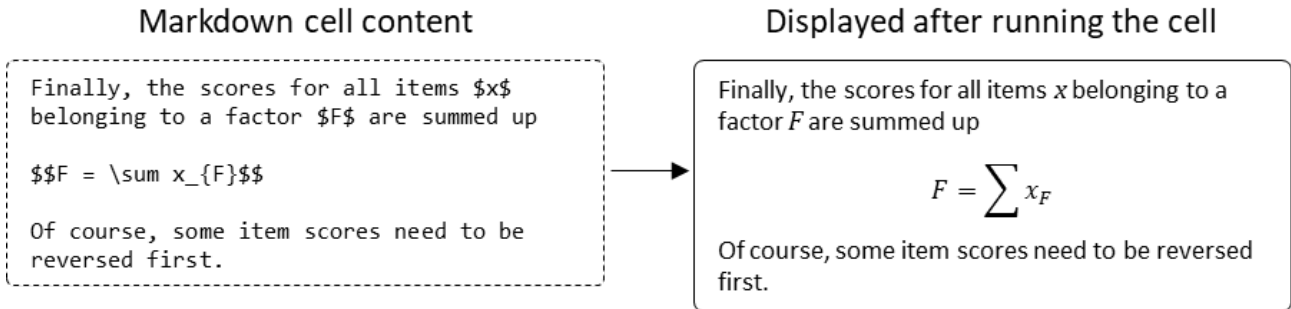 Markdown cell content
Finally, the scores for all items $x$
belonging to a factor $F$ are summed up
$$F = \sum x_{F}$$
Of course, some item scores need to be
reversed first.
Displayed after running the cell
Finally, the scores for all items x belonging to a
factor F are summed up
F = ∑ x_F
Of course, some item scores need to be reversed
first.